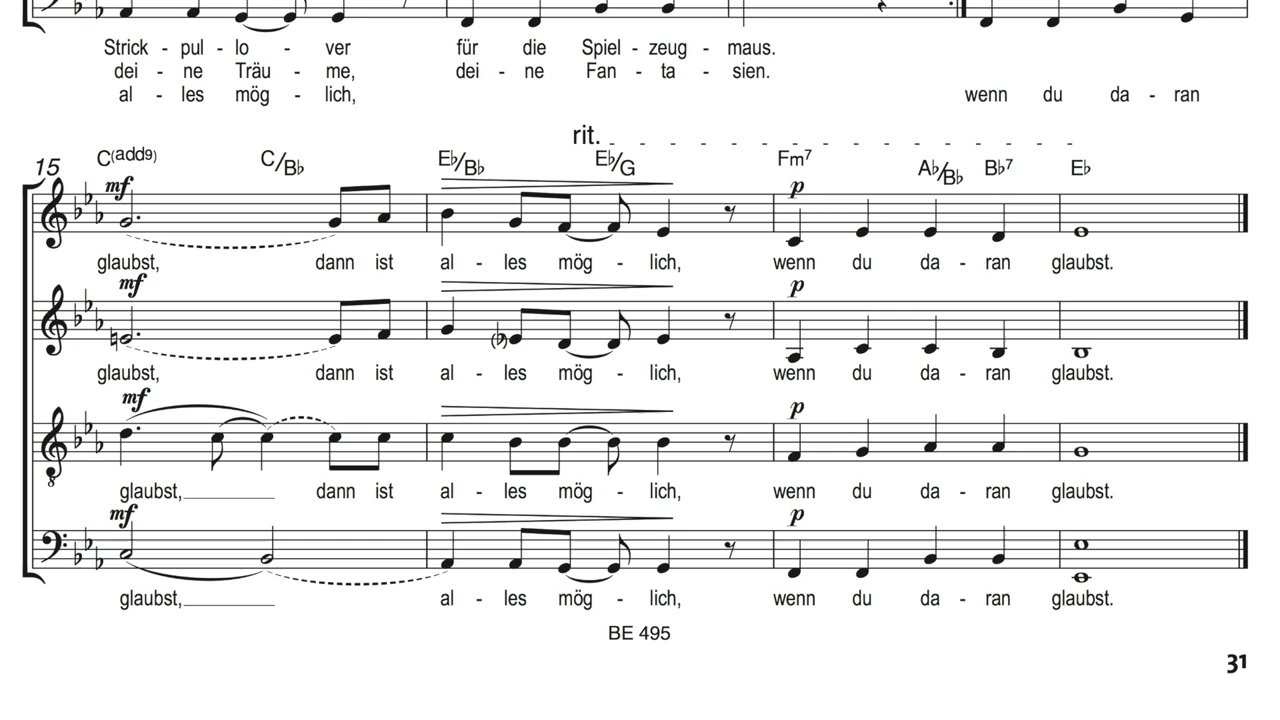 Strick - pul - lo - ver für die Spiel - zeug - maus.
dei - ne Träu - me, dei - ne Fan - ta - sien.
al - les mög - lich, wenn du da - ran
rit.
15 C(add9) C/B♭ E♭/B♭ E♭/G Fm7 A♭/B♭ B♭7 E♭
mf p
glaubst, dann ist al - les mög - lich, wenn du da - ran glaubst.
mf p
glaubst, dann ist al - les mög - lich, wenn du da - ran glaubst.
mf p
8
glaubst, dann ist al - les mög - lich, wenn du da - ran glaubst.
mf p
glaubst, al - les mög - lich, wenn du da - ran glaubst.
BE 495
31